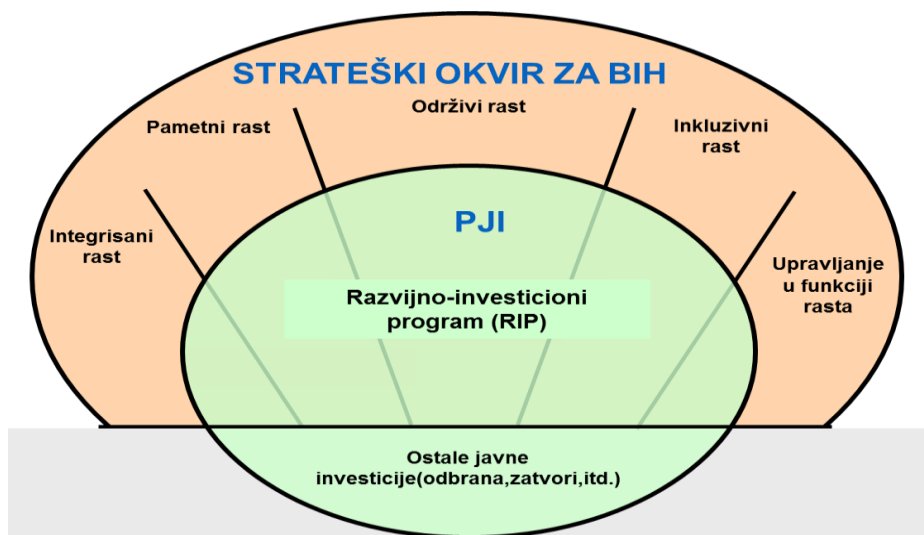 STRATEŠKI OKVIR ZA BIH
Održivi rast
Pametni rast
Inkluzivni
rast
Integrisani
rast
Upravljanje
u funkciji
rasta
PJI
Razvijno-investicioni
program (RIP)
Ostale javne
investicije(odbrana,zatvori,itd.)